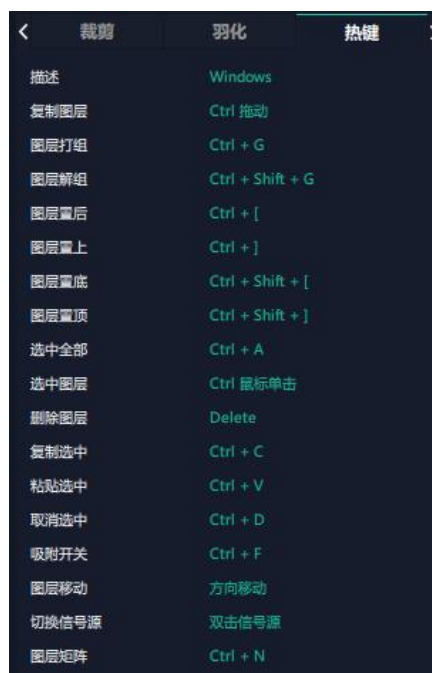 裁剪 羽化 热键
描述 Windows
复制图层 Ctrl 拖动
图层打组 Ctrl + G
图层解组 Ctrl + Shift + G
图层置后 Ctrl + [
图层置上 Ctrl + ]
图层置底 Ctrl + Shift + [
图层置顶 Ctrl + Shift + ]
选中全部 Ctrl + A
选中图层 Ctrl 鼠标单击
删除图层 Delete
复制选中 Ctrl + C
粘贴选中 Ctrl + V
取消选中 Ctrl + D
吸附开关 Ctrl + F
图层移动 方向移动
切换信号源 双击信号源
图层矩阵 Ctrl + N